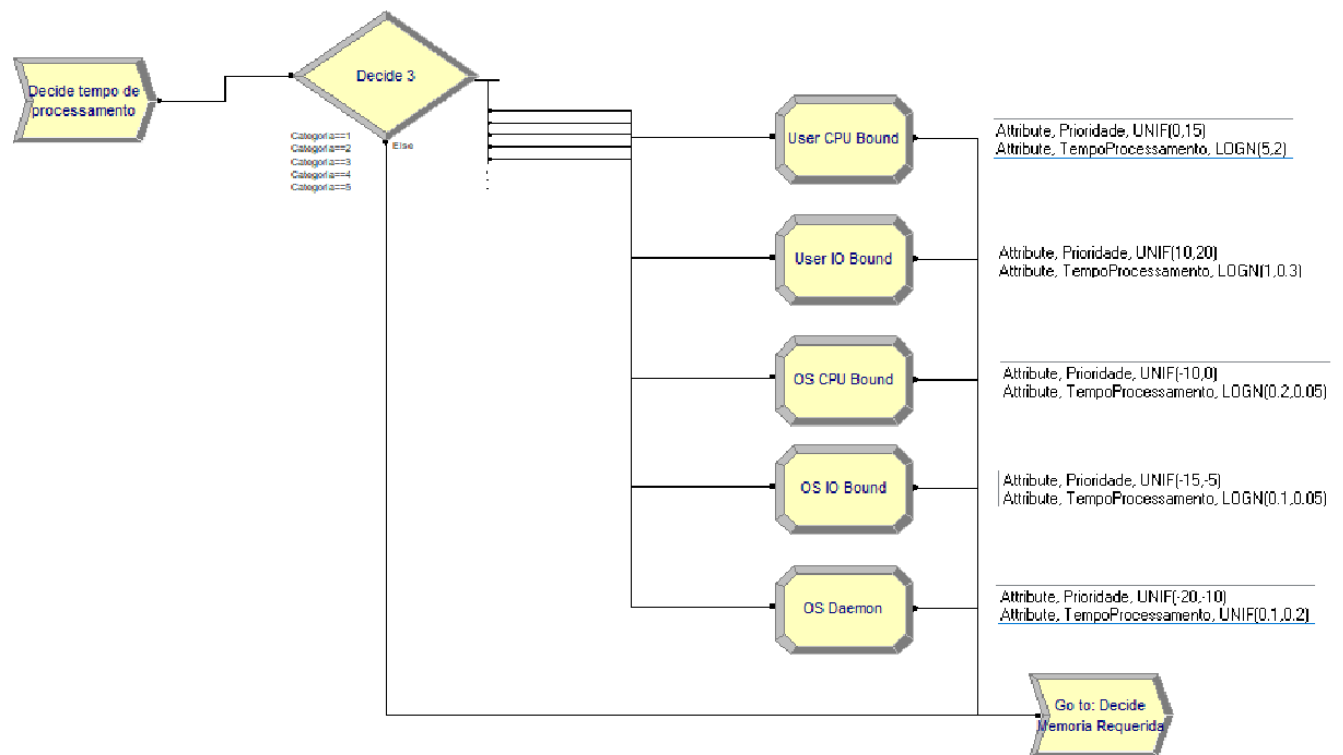 Decide tempo de
processamento
Decide 3
Categoria==1
Categoria==2
Categoria==3
Categoria==4
Categoria==5
Else
User CPU Bound
Attribute, Prioridade, UNIF(0,15)
Attribute, TempoProcessamento, LOGN(5,2)
User IO Bound
Attribute, Prioridade, UNIF(10,20)
Attribute, TempoProcessamento, LOGN(1,0.3)
OS CPU Bound
Attribute, Prioridade, UNIF(-10,0)
Attribute, TempoProcessamento, LOGN(0.2,0.05)
OS IO Bound
Attribute, Prioridade, UNIF(-15,-5)
Attribute, TempoProcessamento, LOGN(0.1,0.05)
OS Daemon
Attribute, Prioridade, UNIF(-20,-10)
Attribute, TempoProcessamento, UNIF(0.1,0.2)
Go to: Decide
Memoria Requerida